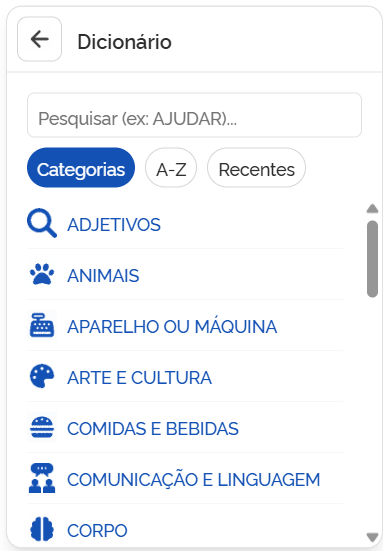 Dicionário
Pesquisar (ex: AJUDAR)...
Categorias A-Z Recentes
ADJETIVOS
ANIMAIS
APARELHO OU MÁQUINA
ARTE E CULTURA
COMIDAS E BEBIDAS
COMUNICAÇÃO E LINGUAGEM
CORPO